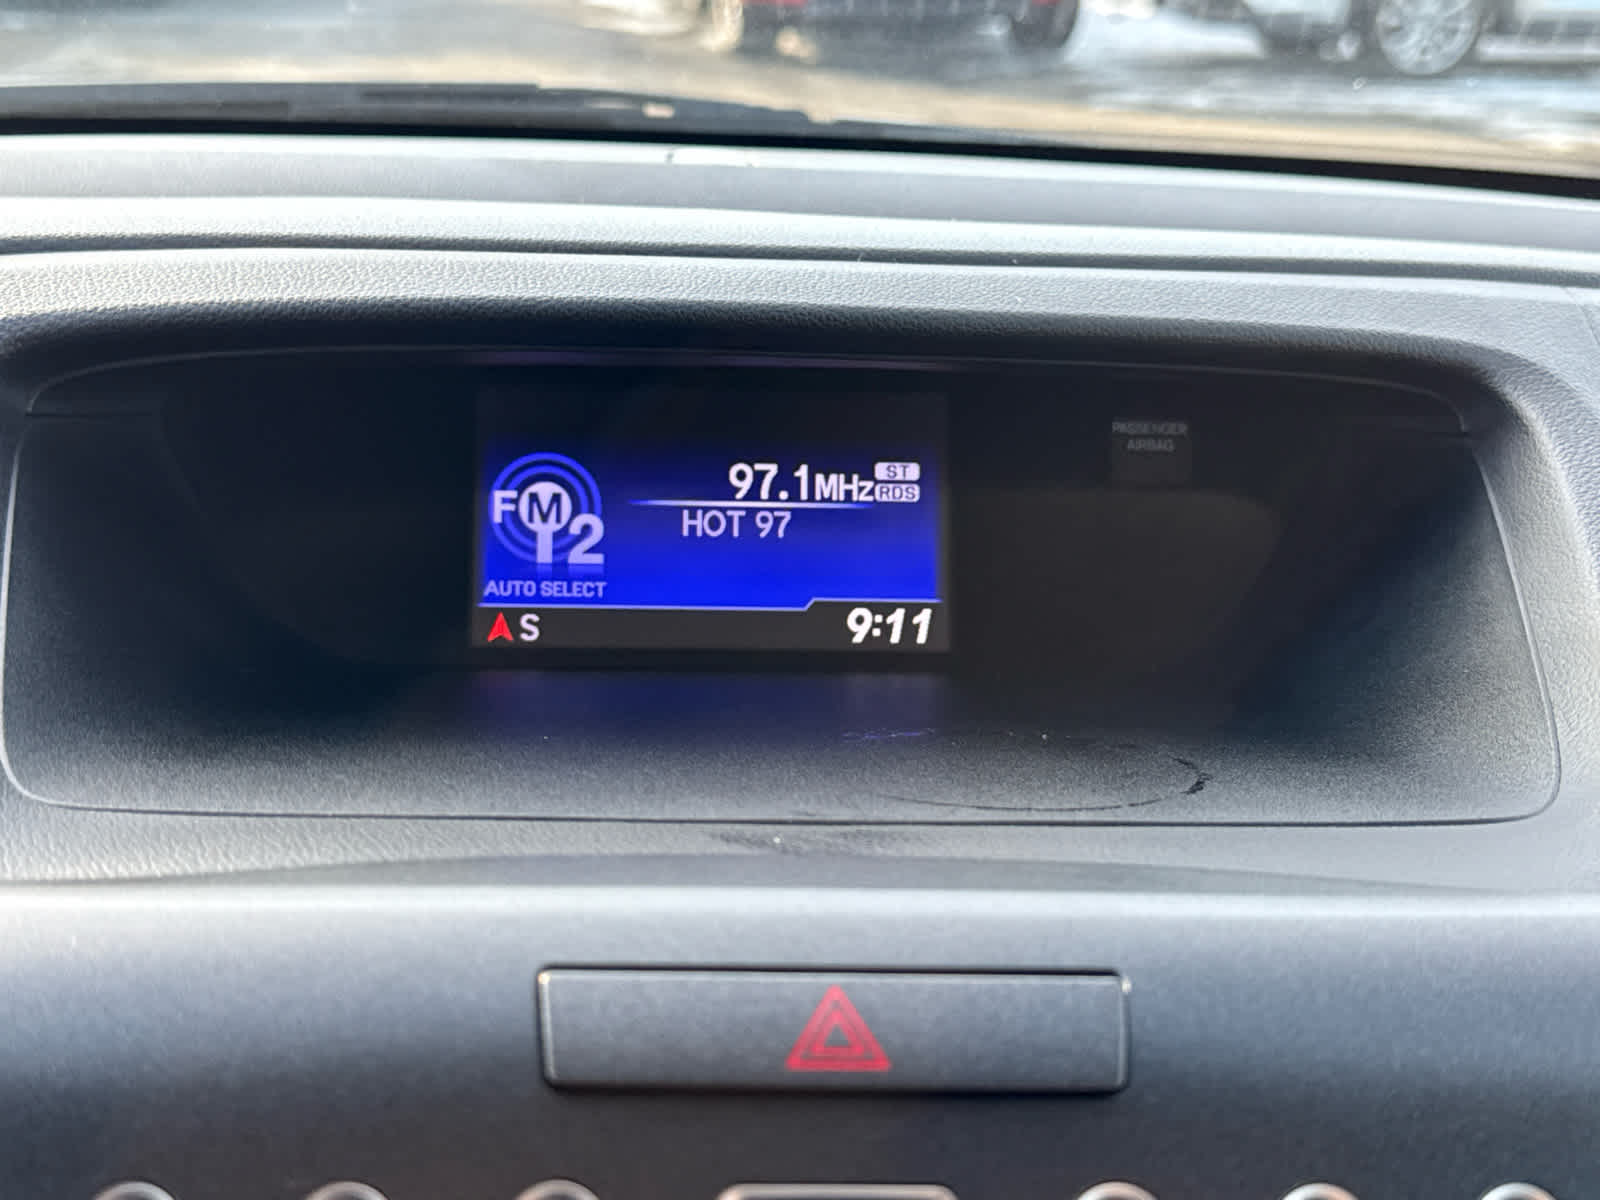 97.1MHz ST
RDS
HOT 97
FM 2
AUTO SELECT
S
9:11
PASSENGER
AIRBAG